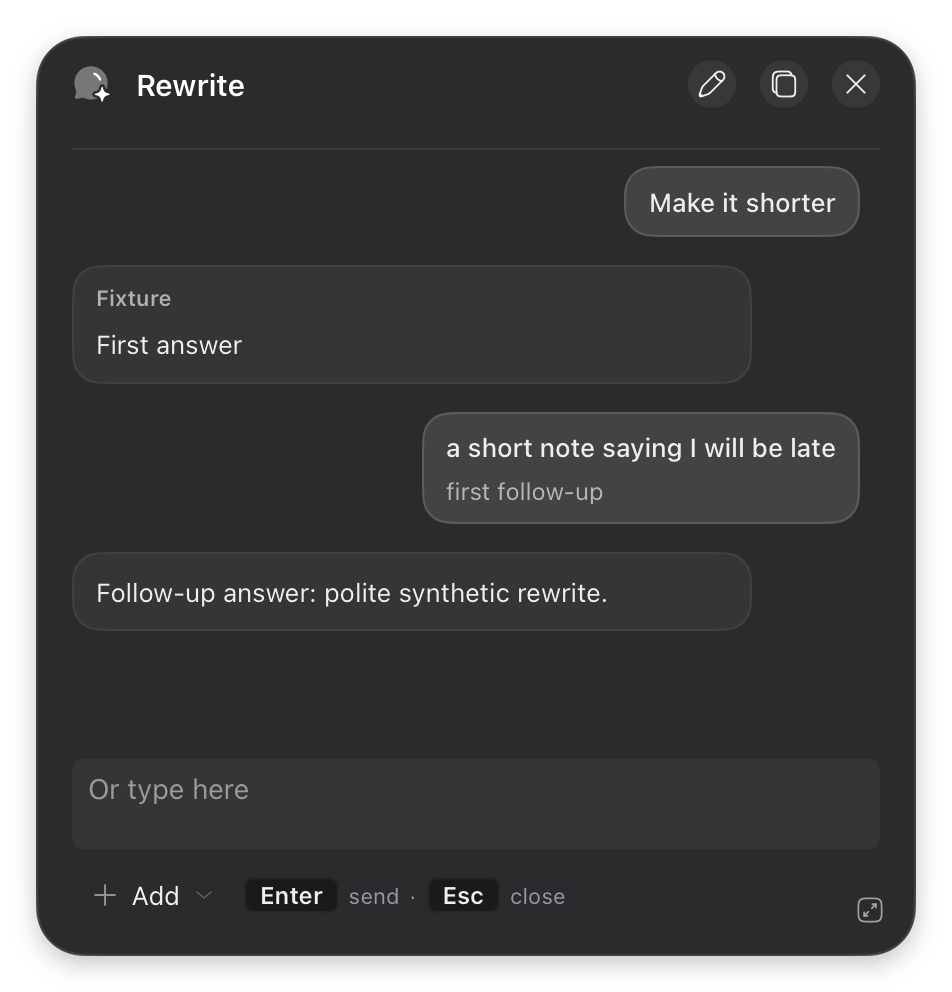 Rewrite
Make it shorter
Fixture
First answer
a short note saying I will be late
first follow-up
Follow-up answer: polite synthetic rewrite.
Or type here
Add Enter send · Esc close